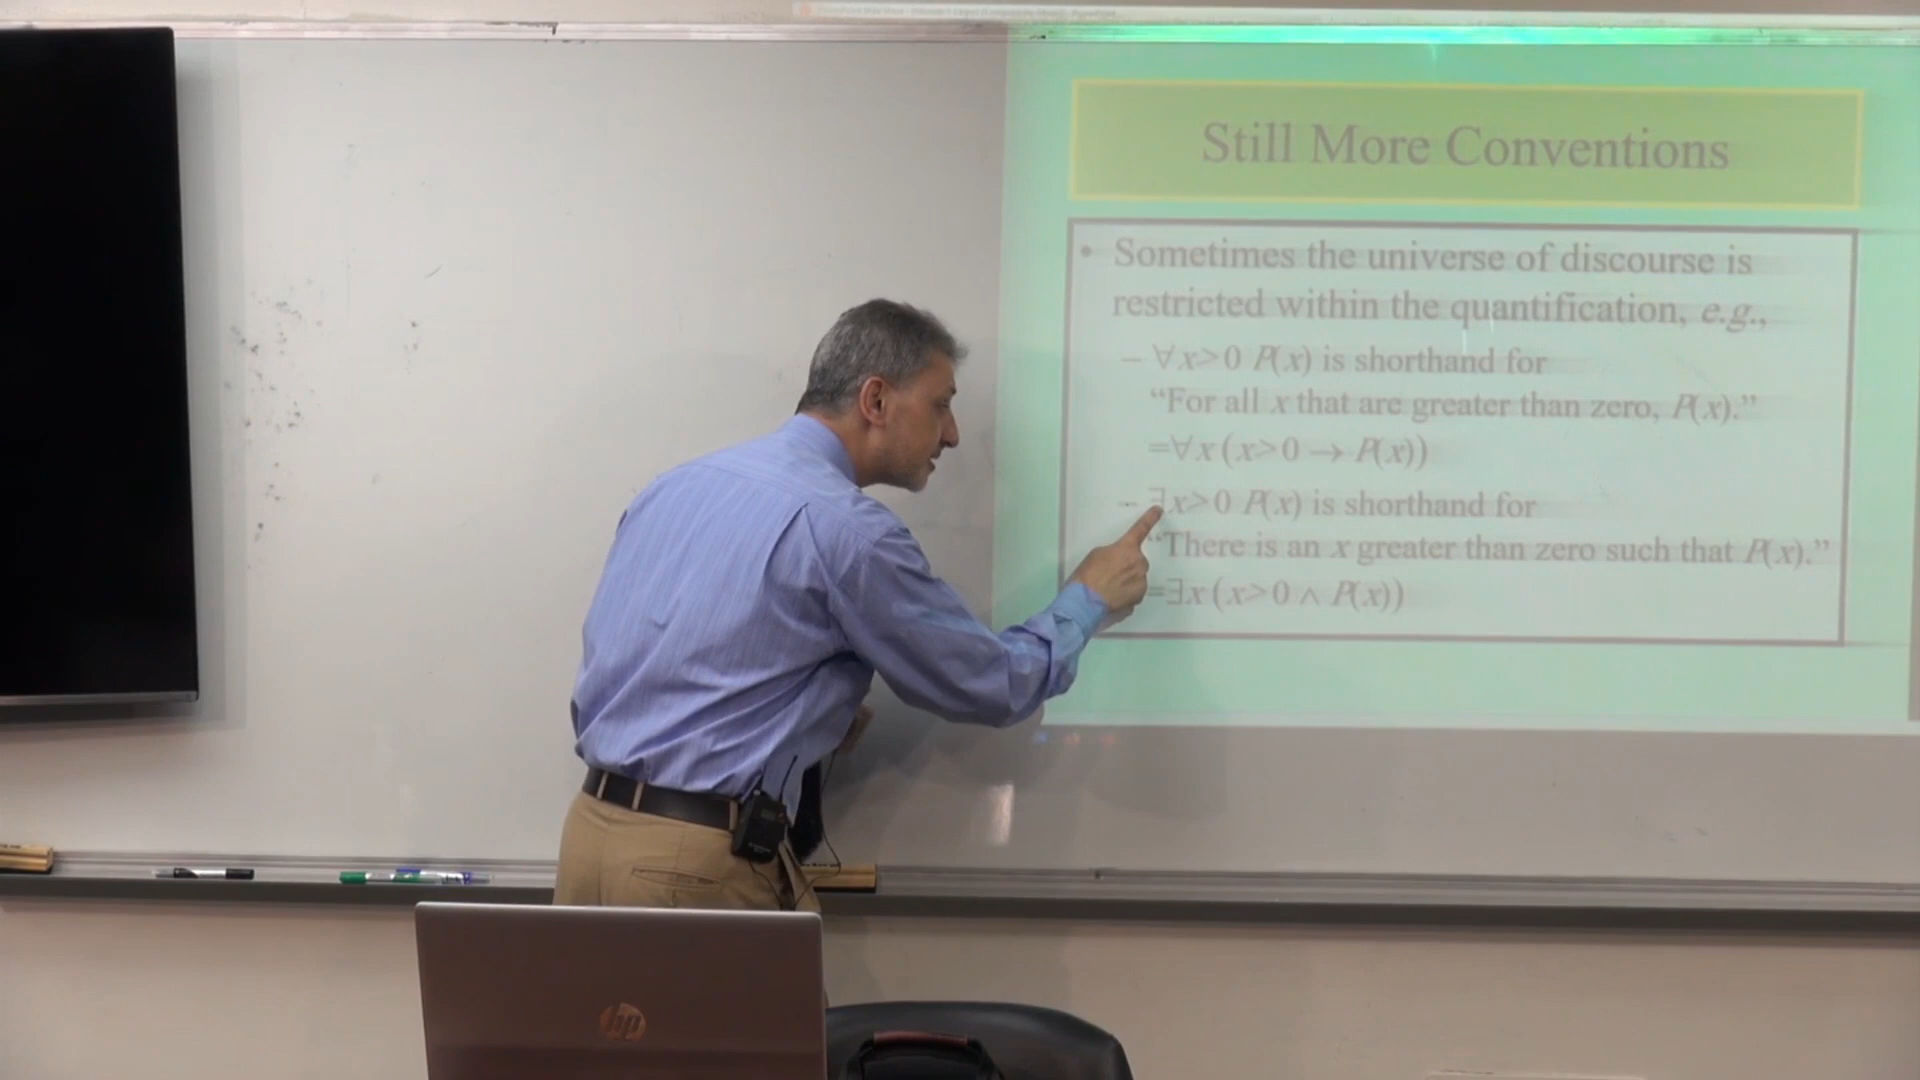 Still More Conventions
• Sometimes the universe of discourse is
restricted within the quantification, e.g.,
– ∀x>0 P(x) is shorthand for
“For all x that are greater than zero, P(x).”
=∀x(x>0 → P(x))
– ∃x>0 P(x) is shorthand for
“There is an x greater than zero such that P(x).”
=∃x(x>0 ∧ P(x))
hp